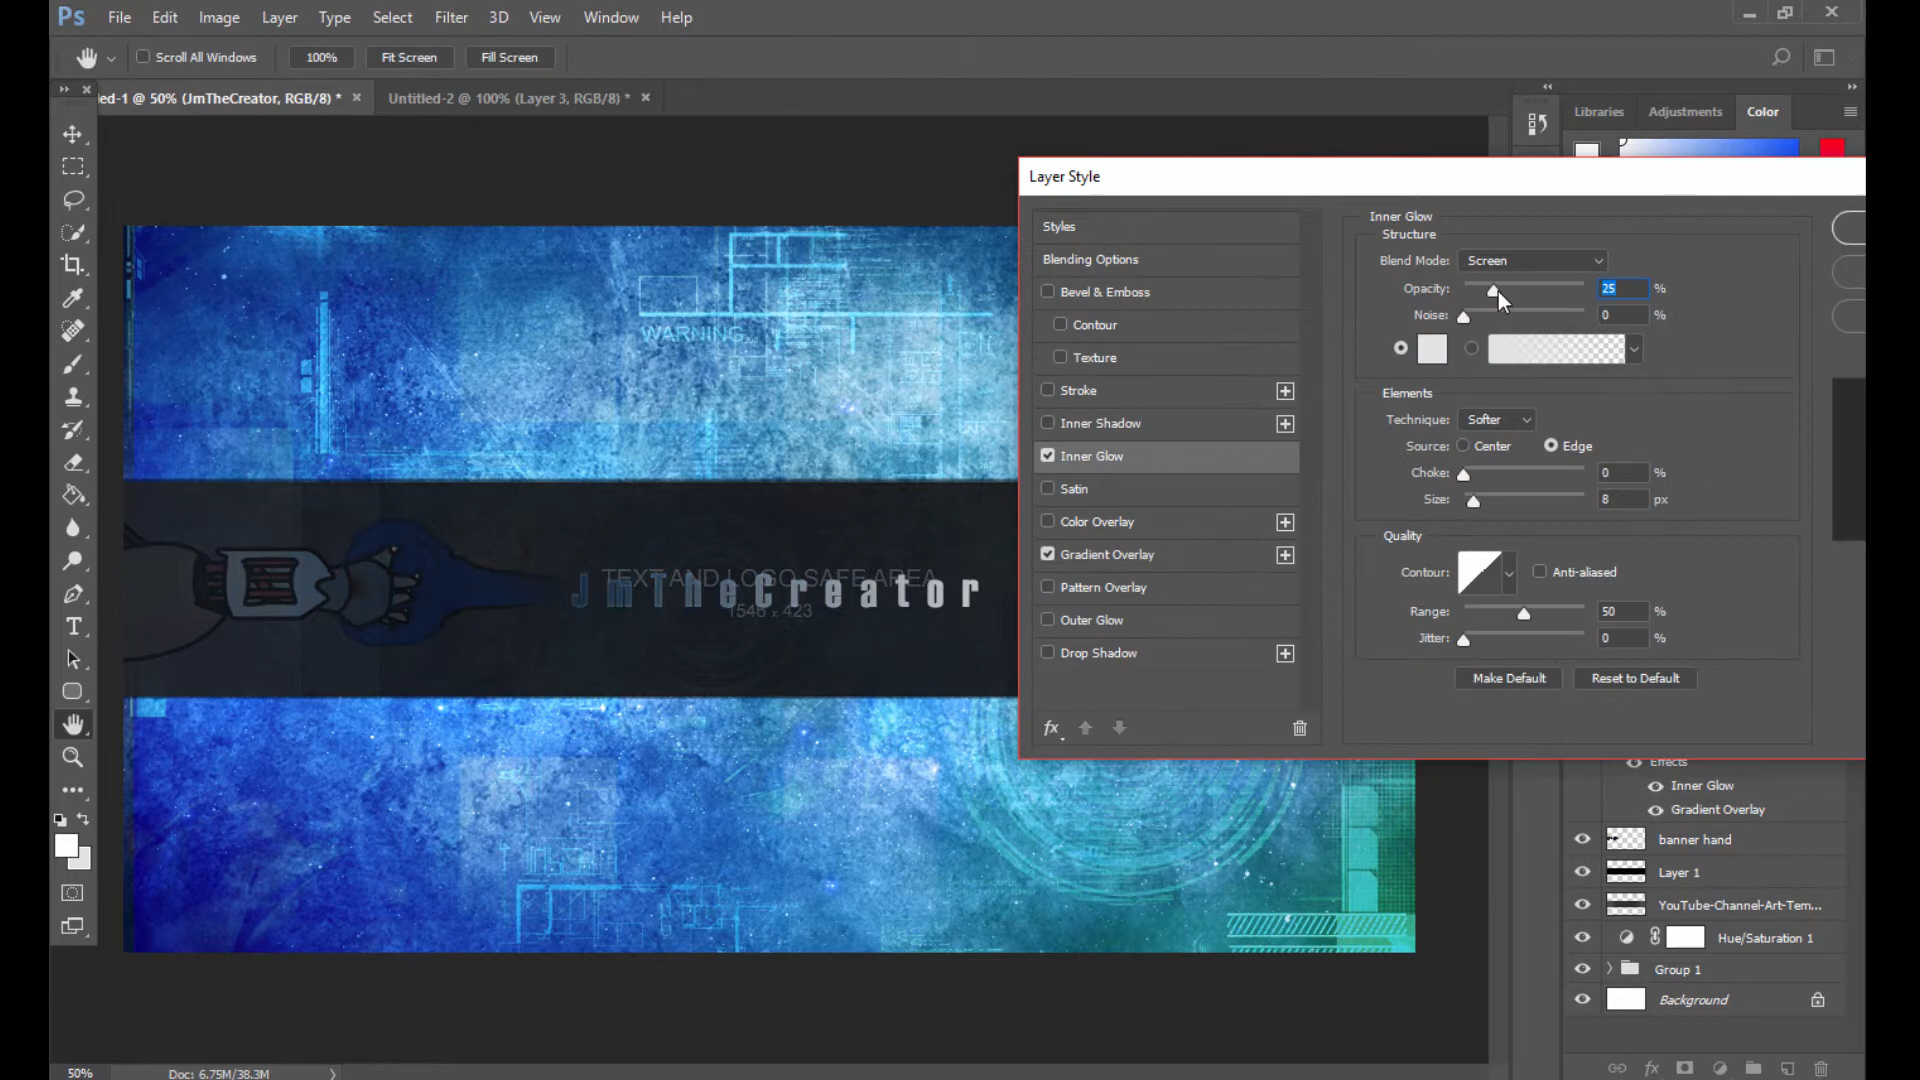 Ps File Edit Image Layer Type Select Filter 3D View Window Help
Scroll All Windows 100% Fit Screen Fill Screen
ed-1 @ 50% (JmTheCreator, RGB/8) * Untitled-2 @ 100% (Layer 3, RGB/8) *
Libraries Adjustments Color
WARNING
TEXT AND LOGO SAFE AREA
JmTheCreator
1546 x 423
Layer Style
Styles
Blending Options
Bevel & Emboss
Contour
Texture
Stroke
Inner Shadow
Inner Glow
Satin
Color Overlay
Gradient Overlay
Pattern Overlay
Outer Glow
Drop Shadow
fx
Inner Glow
Structure
Blend Mode: Screen
Opacity: 25 %
Noise: 0 %
Elements
Technique: Softer
Source: Center Edge
Choke: 0 %
Size: 8 px
Quality
Contour: Anti-aliased
Range: 50 %
Jitter: 0 %
Make Default Reset to Default
Effects
Inner Glow
Gradient Overlay
banner hand
Layer 1
YouTube-Channel-Art-Tem...
Hue/Saturation 1
Group 1
Background
fx
50% Doc: 6.75M/38.3M